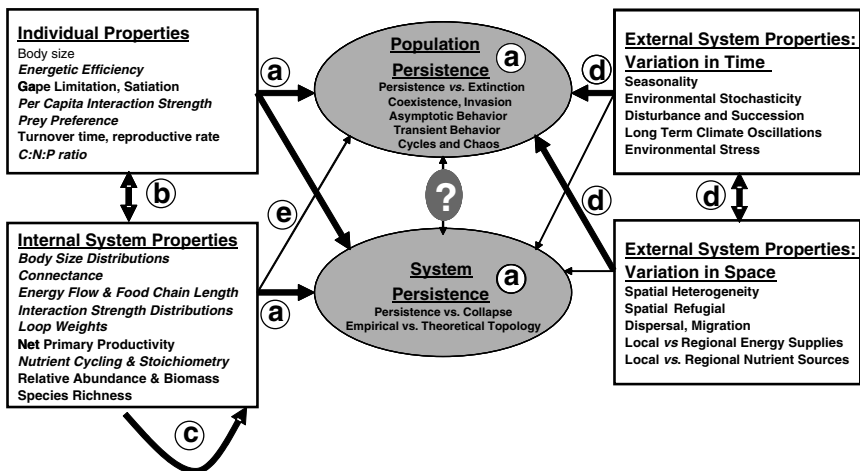 Individual Properties
Body size
Energetic Efficiency
Gape Limitation, Satiation
Per Capita Interaction Strength
Prey Preference
Turnover time, reproductive rate
C:N:P ratio
a
b
Internal System Properties
Body Size Distributions
Connectance
Energy Flow & Food Chain Length
Interaction Strength Distributions
Loop Weights
Net Primary Productivity
Nutrient Cycling & Stoichiometry
Relative Abundance & Biomass
Species Richness
a
c
e
Population
Persistence
a
Persistence vs. Extinction
Coexistence, Invasion
Asymptotic Behavior
Transient Behavior
Cycles and Chaos
?
System
Persistence
a
Persistence vs. Collapse
Empirical vs. Theoretical Topology
d
d
External System Properties:
Variation in Time
Seasonality
Environmental Stochasticity
Disturbance and Succession
Long Term Climate Oscillations
Environmental Stress
d
External System Properties:
Variation in Space
Spatial Heterogeneity
Spatial Refugial
Dispersal, Migration
Local vs Regional Energy Supplies
Local vs. Regional Nutrient Sources